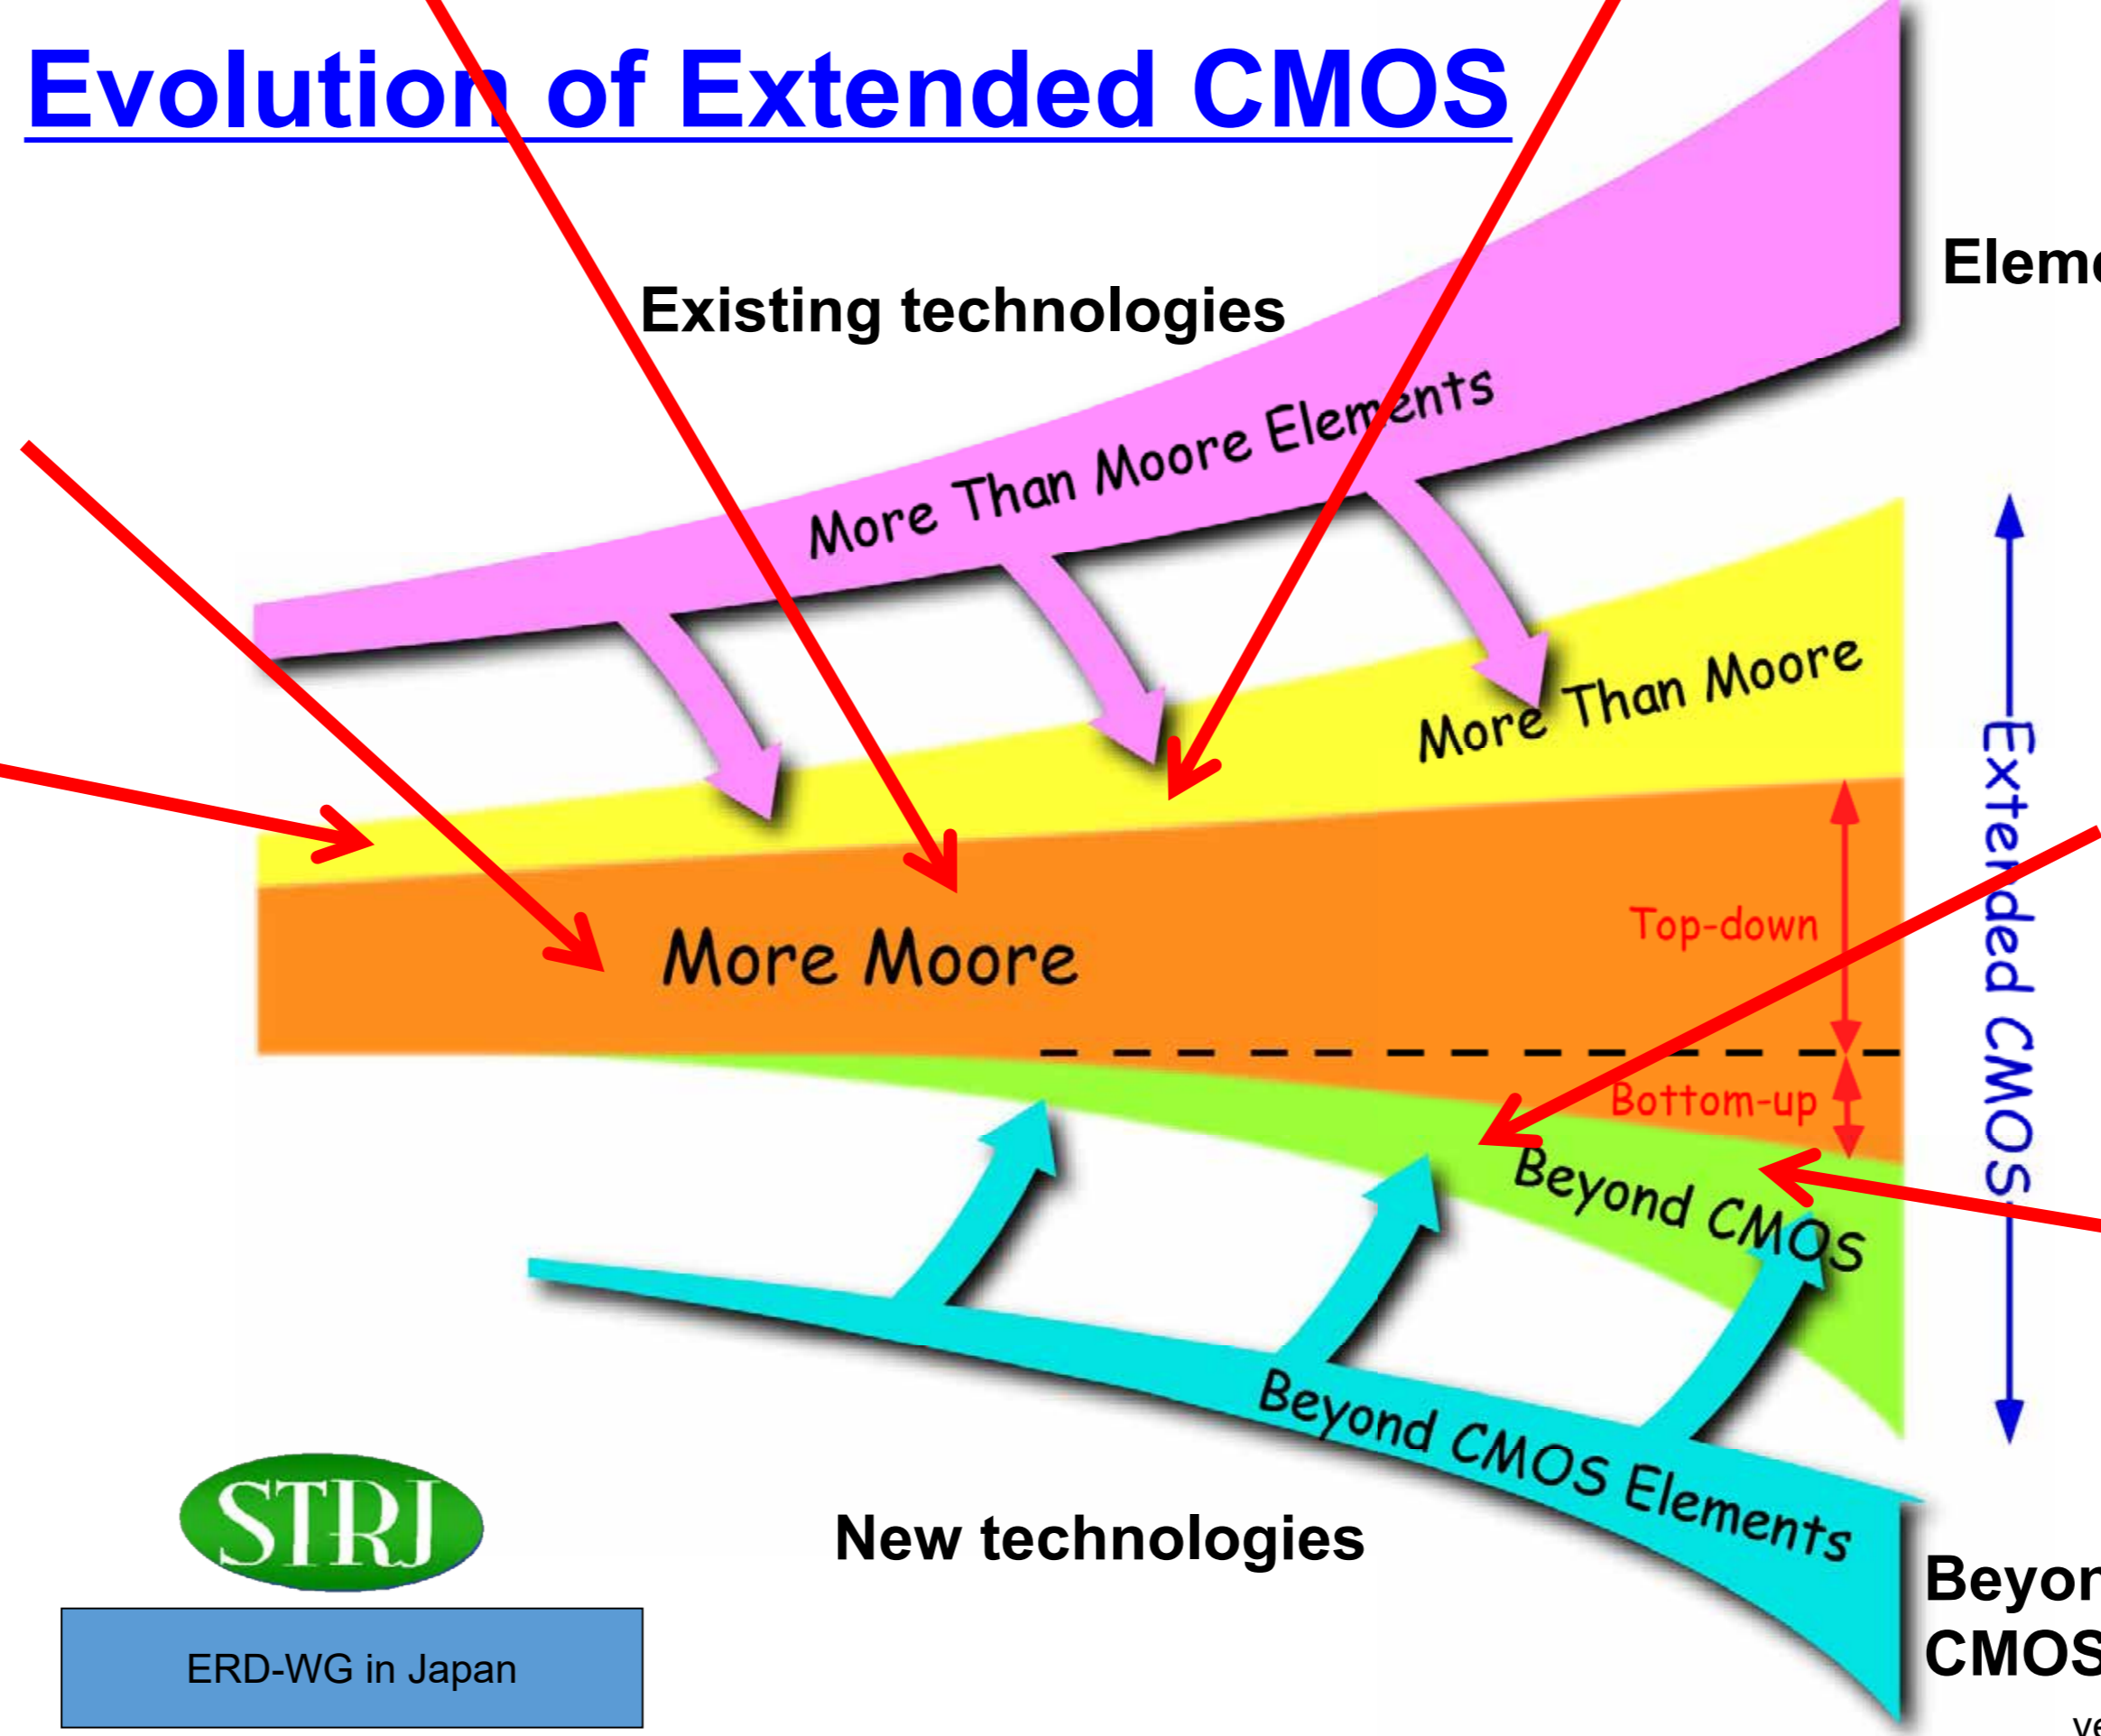 Evolution of Extended CMOS
Existing technologies
More Than Moore Elements
More Than Moore
Extended CMOS
Top-down
More Moore
Bottom-up
Beyond CMOS
Beyond CMOS Elements
STRJ
New technologies
CMOS
ERD-WG in Japan